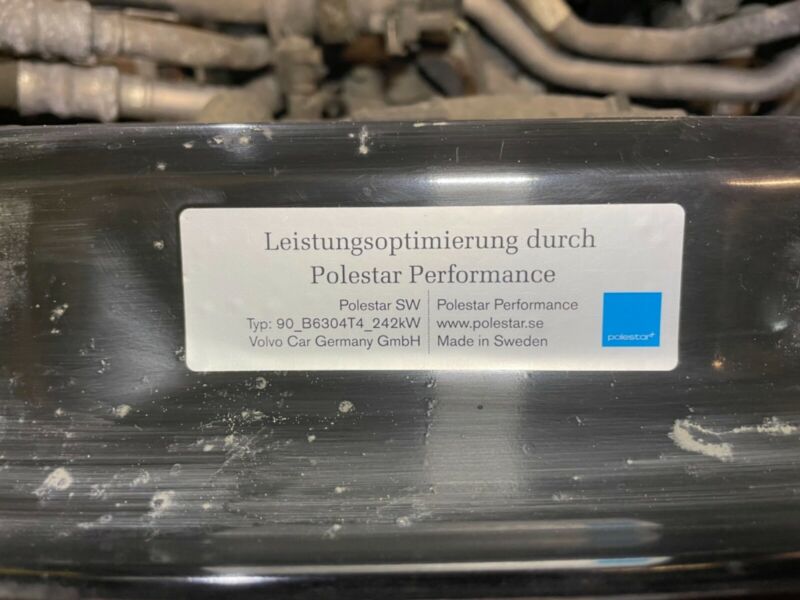 Leistungsoptimierung durch
Polestar Performance
Polestar SW
Typ: 90_B6304T4_242kW
Volvo Car Germany GmbH
Polestar Performance
www.polestar.se
Made in Sweden
polestar+